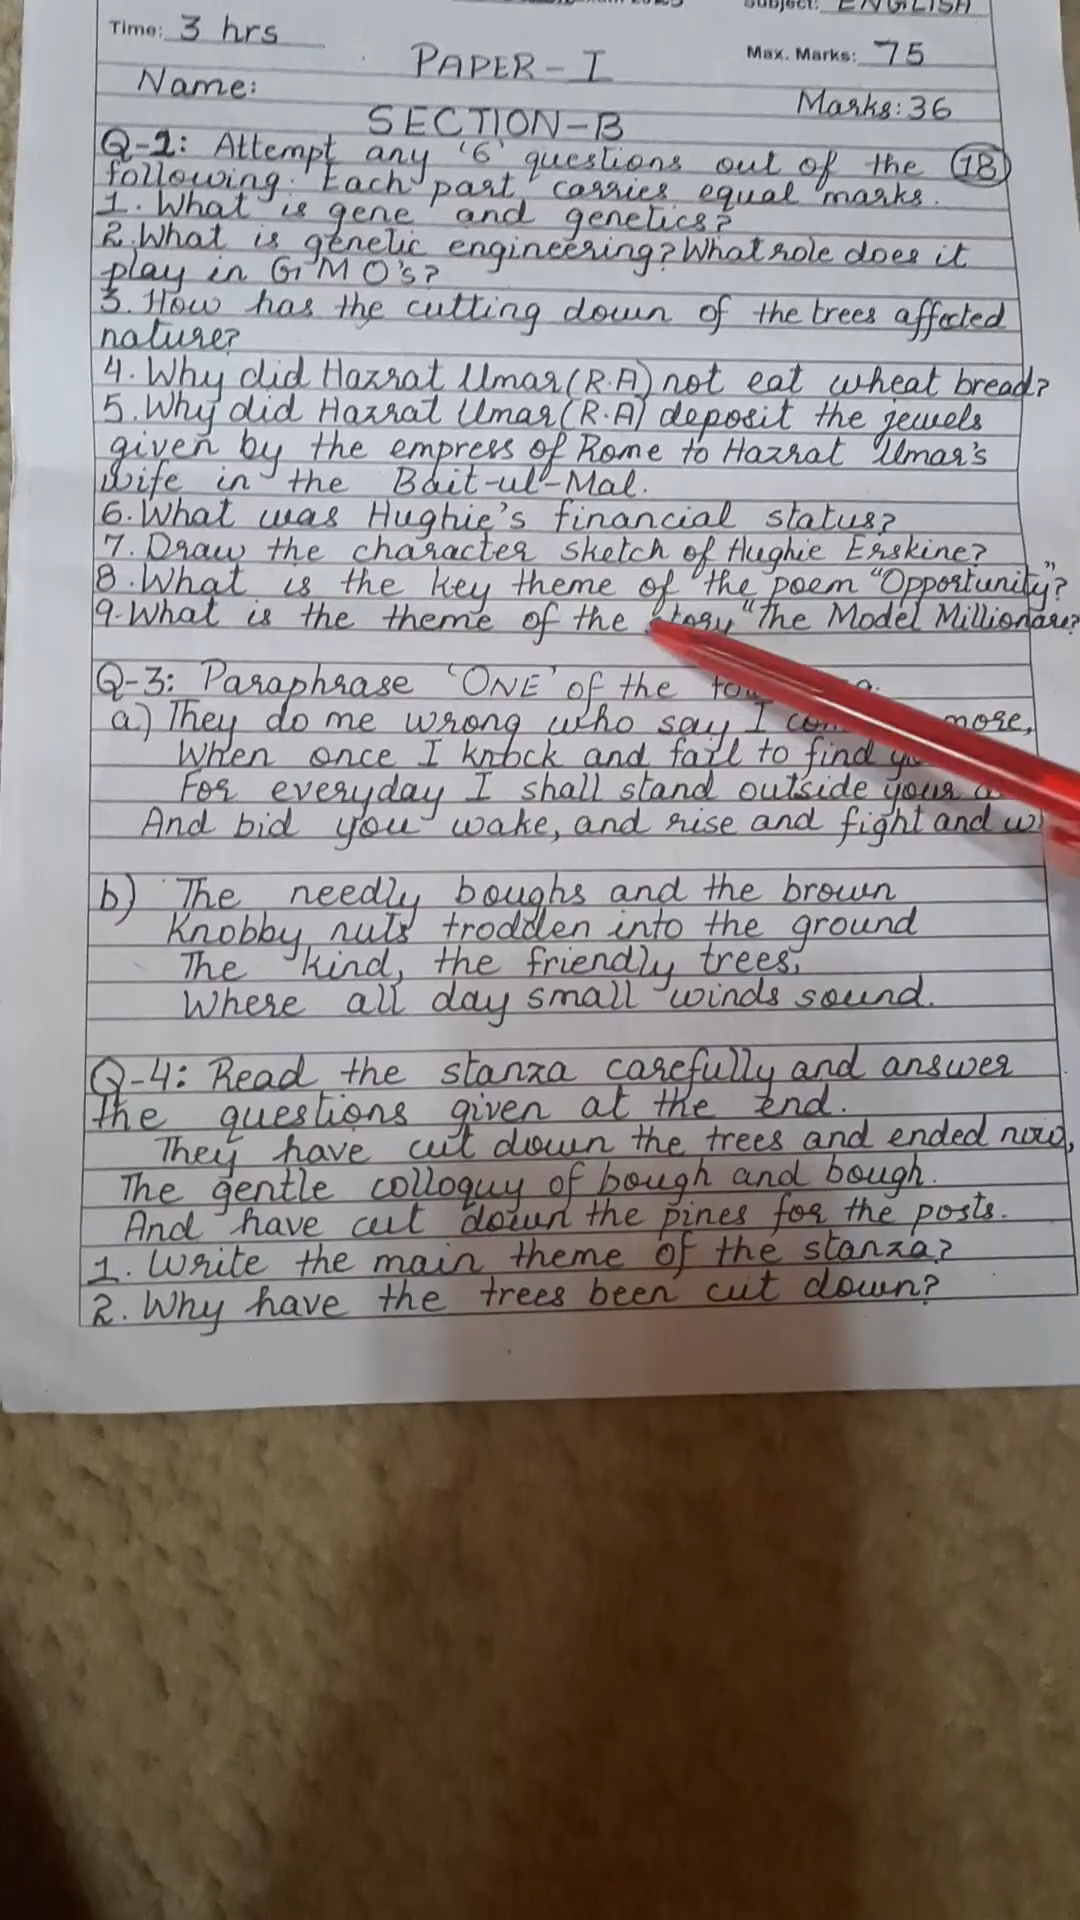 Subject: ENGLISH
Time: 3 hrs
PAPER-I
Max. Marks: 75
Name:
Marks: 36
SECTION-B
Q-1: Attempt any '6' questions out of the (18)
following. Each part carries equal marks.
1. What is gene and genetics?
2. What is genetic engineering? What role does it
play in GMO's?
3. How has the cutting down of the trees affected
nature?
4. Why did Hazrat Umar (R.A) not eat wheat bread?
5. Why did Hazrat Umar (R.A) deposit the jewels
given by the empress of Rome to Hazrat Umar's
wife in the Bait-ul-Mal.
6. What was Hughie's financial status?
7. Draw the character sketch of Hughie Erskine?
8. What is the key theme of the poem "Opportunity"?
9. What is the theme of the story "The Model Millionare?
Q-3: Paraphrase 'ONE' of the
a) They do me wrong who say I more,
When once I knock and fail to find
For everyday I shall stand outside your
And bid you wake, and rise and fight and
b) The needly boughs and the brown
Knobby nuts trodden into the ground
The kind, the friendly trees,
Where all day small winds sound.
Q-4: Read the stanza carefully and answer
the questions given at the end.
They have cut down the trees and ended now,
The gentle colloquy of bough and bough.
And have cut down the pines for the posts.
1. Write the main theme of the stanza?
2. Why have the trees been cut down?